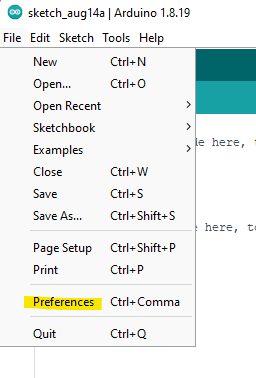 sketch_aug14a | Arduino 1.8.19
File Edit Sketch Tools Help
New Ctrl+N
Open... Ctrl+O
Open Recent
Sketchbook
Examples
Close Ctrl+W
Save Ctrl+S
Save As... Ctrl+Shift+S
Page Setup Ctrl+Shift+P
Print Ctrl+P
Preferences Ctrl+Comma
Quit Ctrl+Q
here, t
here, to